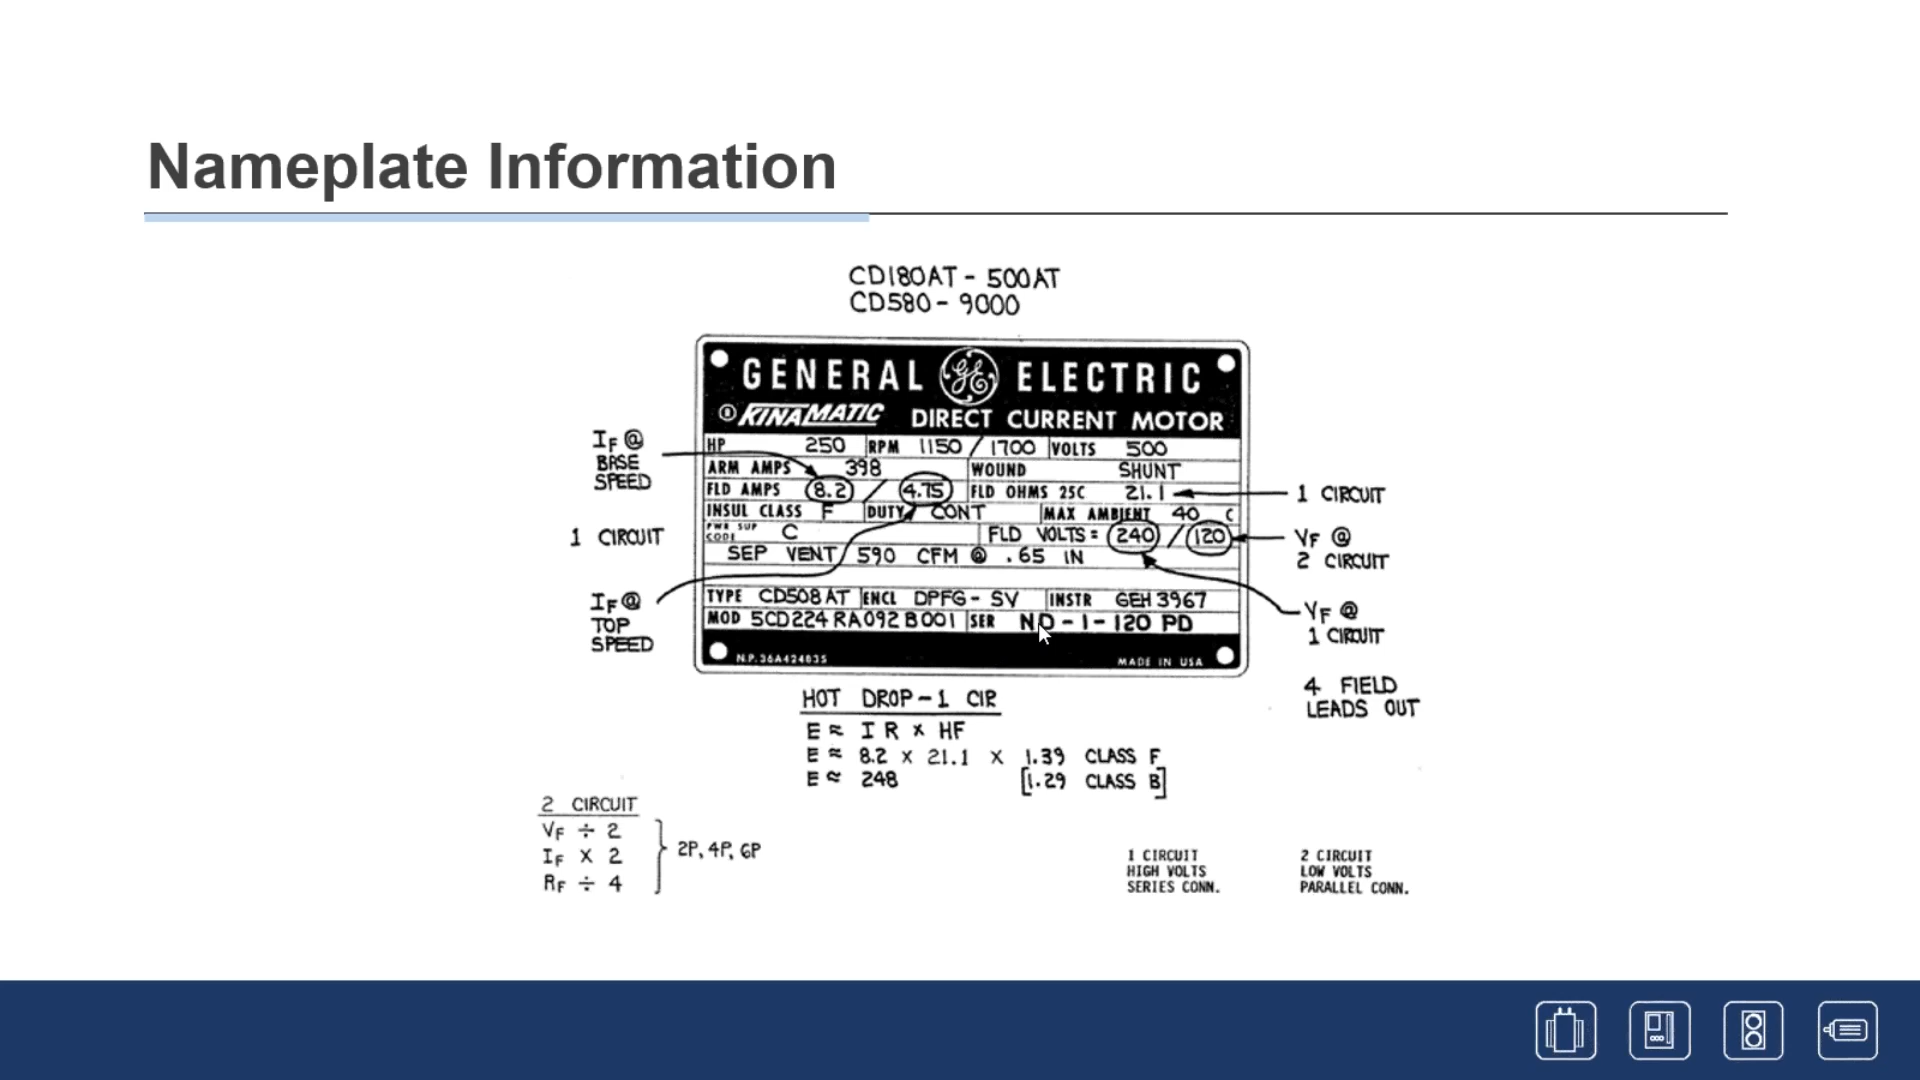 Nameplate Information
CD180AT - 500AT
CD580 - 9000
GENERAL GE ELECTRIC
® KINAMATIC DIRECT CURRENT MOTOR
HP 250 RPM 1150 / 1700 VOLTS 500
ARM AMPS 398 WOUND SHUNT
FLD AMPS 8.2 / 4.75 FLD OHMS 25C 21.1
INSUL CLASS F DUTY CONT MAX AMBIENT 40 C
PWR SUP CODE C FLD VOLTS = 240 / 120
SEP VENT 590 CFM @ .65 IN
TYPE CD508AT ENCL DPFG - SV INSTR GEH 3967
MOD 5CD224RA092B001 SER ND - 1 - 120 PD
N.P.36A424835 MADE IN USA
IF @
BASE
SPEED
1 CIRCUIT
IF @
TOP
SPEED
1 CIRCUIT
VF @
2 CIRCUIT
VF @
1 CIRCUIT
4 FIELD
LEADS OUT
HOT DROP - 1 CIR
E ≈ I R x HF
E ≈ 8.2 x 21.1 x 1.39 CLASS F
E ≈ 248 [1.29 CLASS B]
2 CIRCUIT
VF ÷ 2
IF X 2
RF ÷ 4
2P, 4P, 6P
1 CIRCUIT
HIGH VOLTS
SERIES CONN.
2 CIRCUIT
LOW VOLTS
PARALLEL CONN.